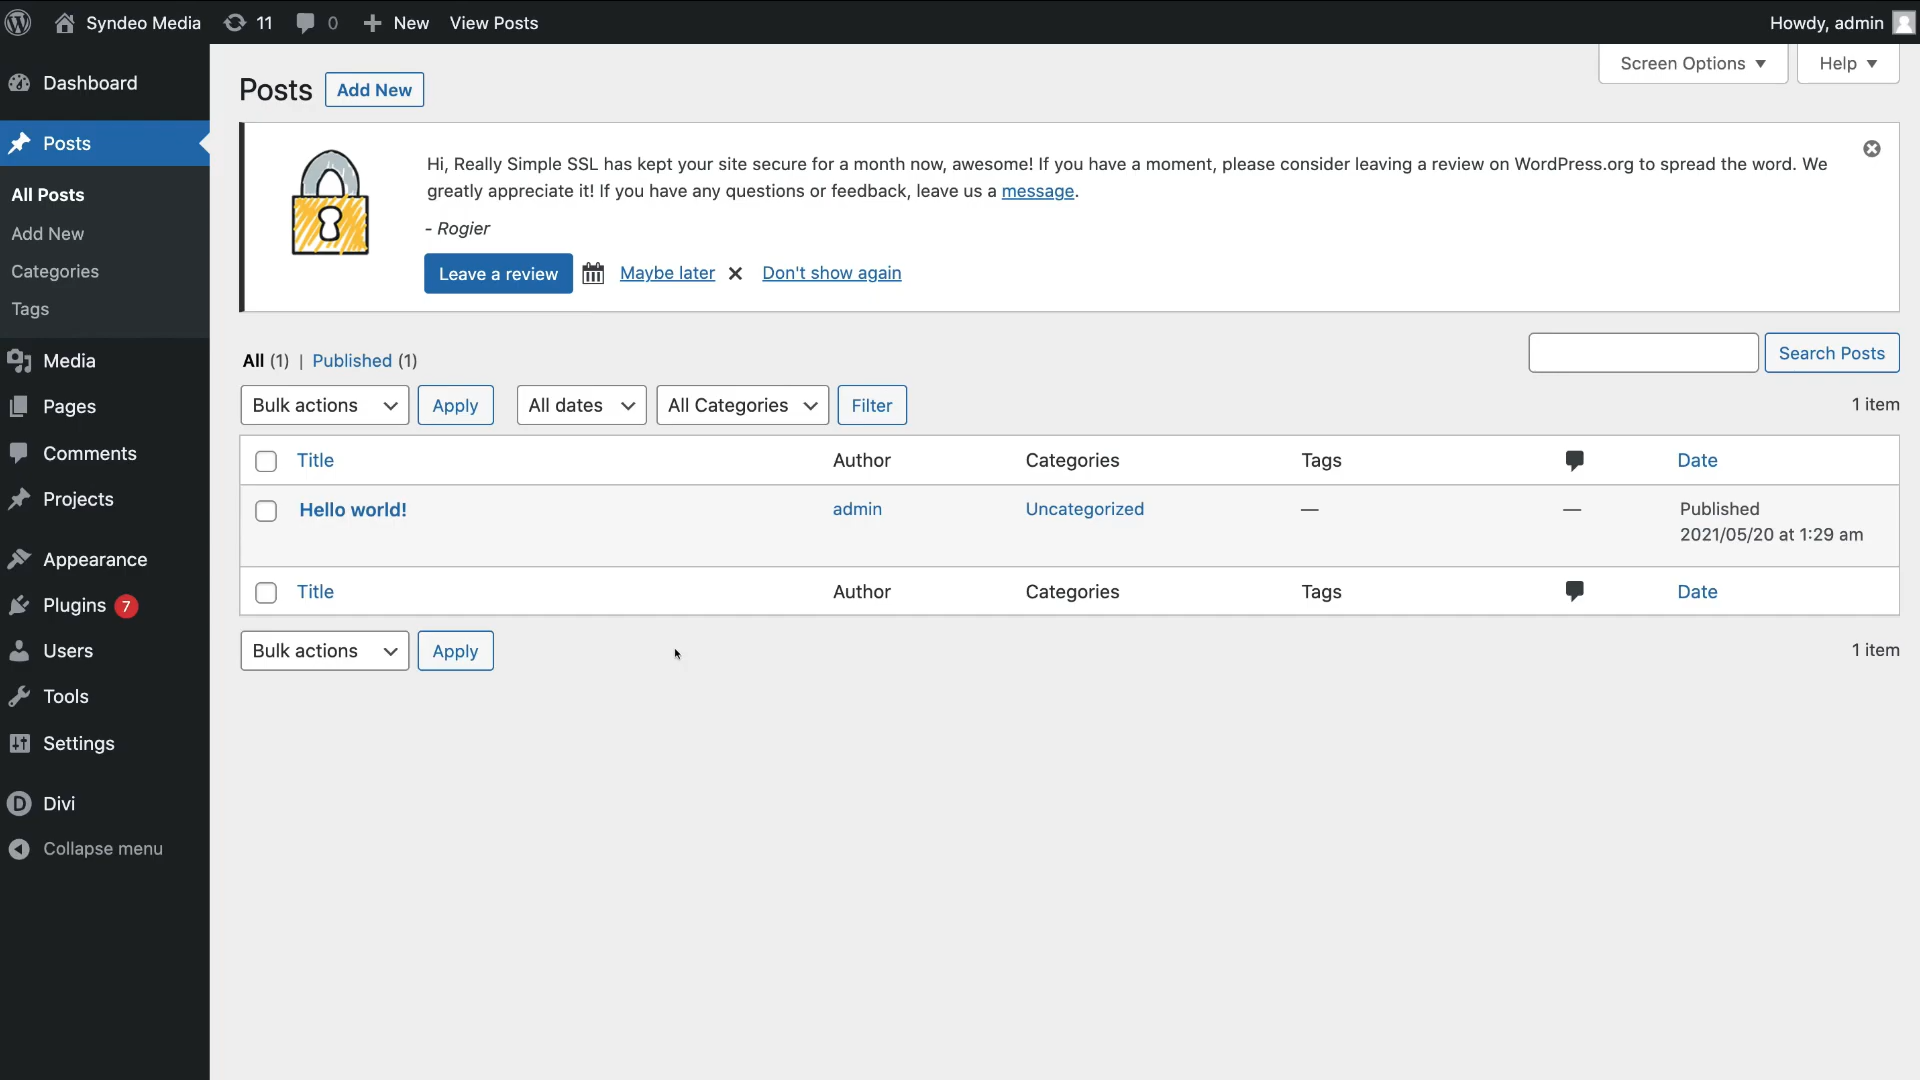 Syndeo Media 11 0 New View Posts Howdy, admin
Dashboard
Posts
All Posts
Add New
Categories
Tags
Media
Pages
Comments
Projects
Appearance
Plugins 7
Users
Tools
Settings
Divi
Collapse menu
Screen Options ▼ Help ▼
Posts Add New
Hi, Really Simple SSL has kept your site secure for a month now, awesome! If you have a moment, please consider leaving a review on WordPress.org to spread the word. We
greatly appreciate it! If you have any questions or feedback, leave us a message.
- Rogier
Leave a review Maybe later Don't show again
All (1) | Published (1)
Search Posts
Bulk actions Apply All dates All Categories Filter 1 item
Title Author Categories Tags Date
Hello world! admin Uncategorized — — Published
2021/05/20 at 1:29 am
Title Author Categories Tags Date
Bulk actions Apply 1 item